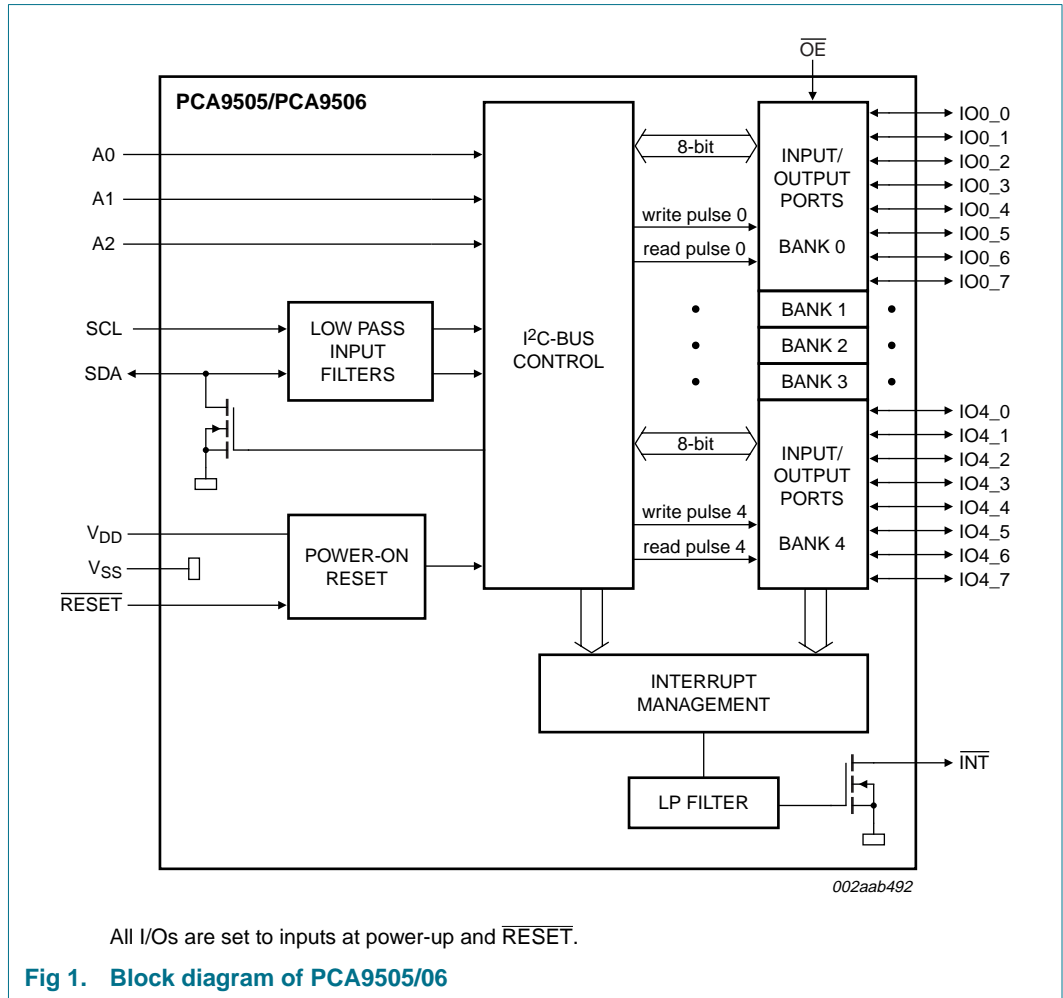 OE
PCA9505/PCA9506
A0
A1
A2
SCL
SDA
LOW PASS
INPUT
FILTERS
VDD
VSS
RESET
POWER-ON
RESET
I²C-BUS
CONTROL
8-bit
write pulse 0
read pulse 0
8-bit
write pulse 4
read pulse 4
INPUT/
OUTPUT
PORTS
BANK 0
BANK 1
BANK 2
BANK 3
INPUT/
OUTPUT
PORTS
BANK 4
IO0_0
IO0_1
IO0_2
IO0_3
IO0_4
IO0_5
IO0_6
IO0_7
IO4_0
IO4_1
IO4_2
IO4_3
IO4_4
IO4_5
IO4_6
IO4_7
INTERRUPT
MANAGEMENT
LP FILTER
INT
002aab492
All I/Os are set to inputs at power-up and RESET.
Fig 1. Block diagram of PCA9505/06